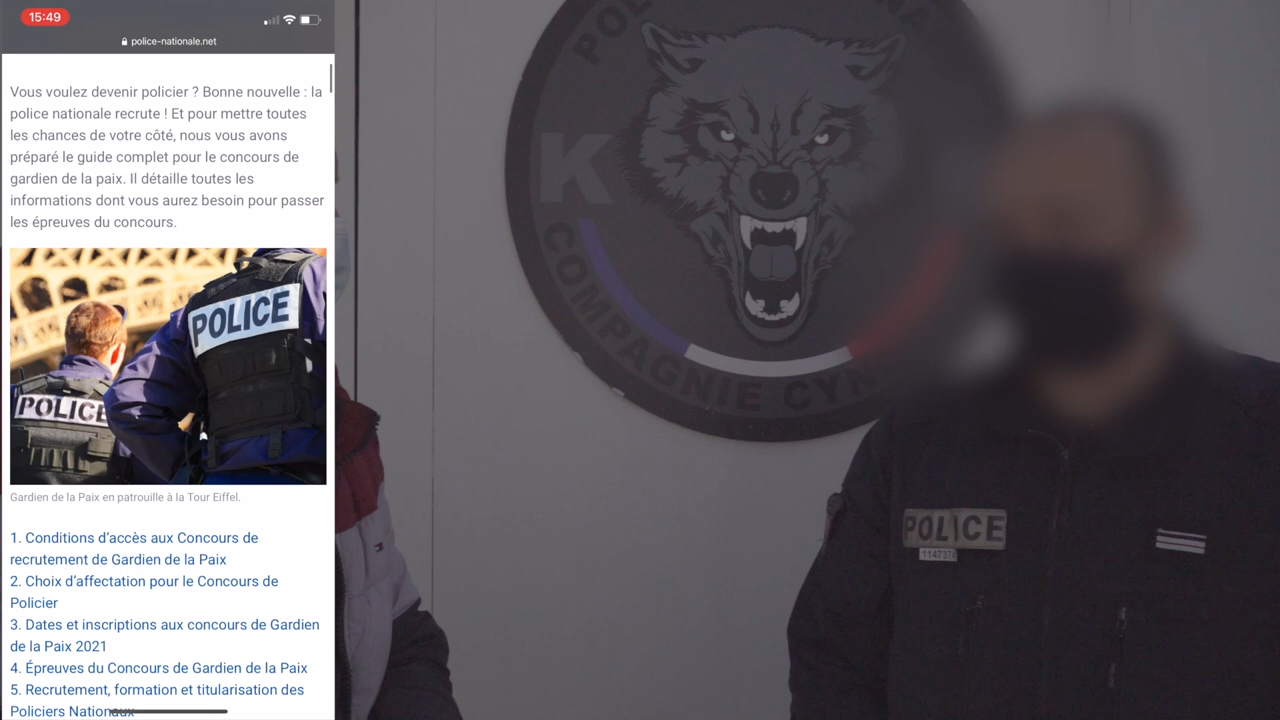 15:49
police-nationale.net
Vous voulez devenir policier ? Bonne nouvelle : la
police nationale recrute ! Et pour mettre toutes
les chances de votre côté, nous vous avons
préparé le guide complet pour le concours de
gardien de la paix. Il détaille toutes les
informations dont vous aurez besoin pour passer
les épreuves du concours.
POLICE
POLICE
Gardien de la Paix en patrouille à la Tour Eiffel.
1. Conditions d’accès aux Concours de
recrutement de Gardien de la Paix
2. Choix d’affectation pour le Concours de
Policier
3. Dates et inscriptions aux concours de Gardien
de la Paix 2021
4. Épreuves du Concours de Gardien de la Paix
5. Recrutement, formation et titularisation des
Policiers Nationaux
K
COMPAGNIE
POLICE